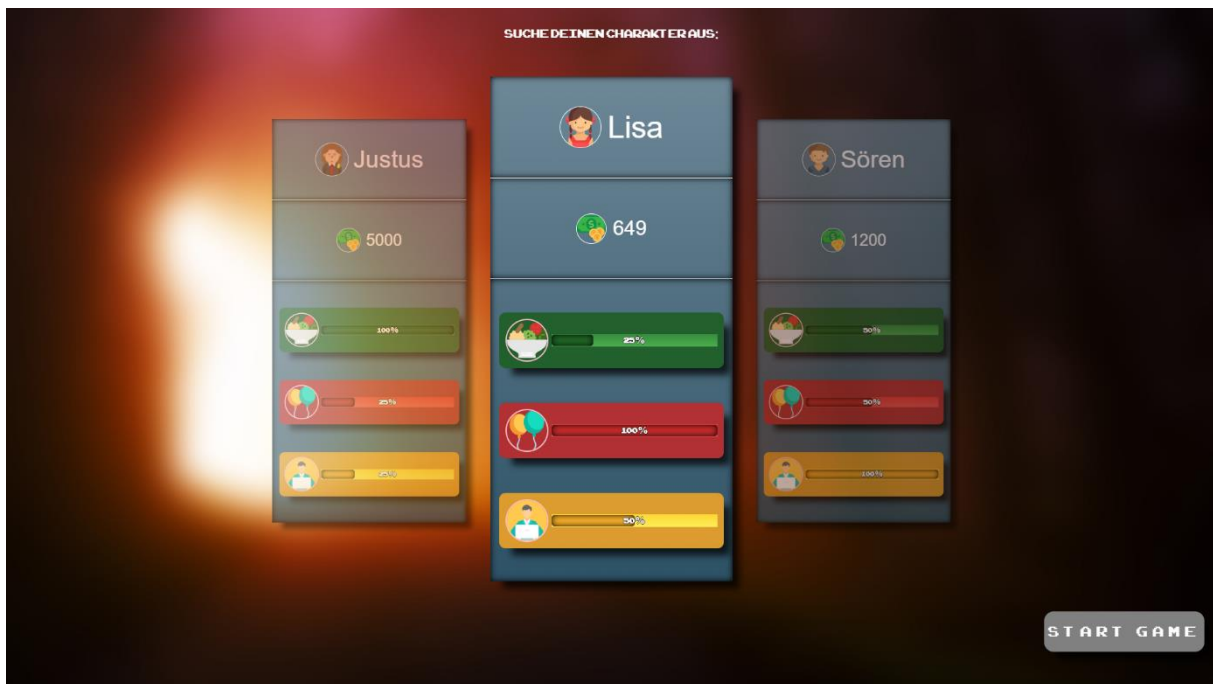 SUCHE DEINEN CHARAKTER AUS:
Justus
5000
100%
25%
25%
Lisa
649
25%
100%
50%
Sören
1200
50%
50%
100%
START GAME